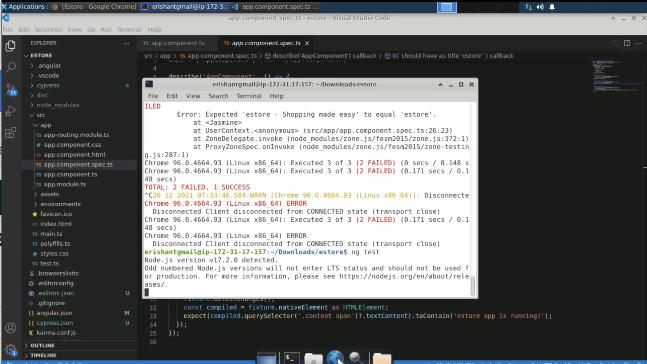 Applications
[Estore - Google Chrome]
erishantgmail@ip-172-31-17-157: ~/Do...
app.component.spec.ts ...
app.component.spec.ts - estore - Visual Studio Code
File Edit Selection View Go Run Terminal Help
EXPLORER
app.component.ts
app.component.spec.ts
src > app > app.component.spec.ts > describe('AppComponent') callback > it(`should have as title 'estore'`) callback
ESTORE
.angular
.vscode
cypress
dist
node_modules
src
app
app-routing.module.ts
app.component.css
app.component.html
app.component.spec.ts
app.component.ts
app.module.ts
assets
environments
favicon.ico
index.html
main.ts
polyfills.ts
styles.css
test.ts
.browserslistrc
.editorconfig
.eslintrc.json
.gitignore
angular.json
cypress.json
karma.conf.js
OUTLINE
TIMELINE
4
describe('AppComponent', () => {
erishantgmail@ip-172-31-17-157: ~/Downloads/estore
File Edit View Search Terminal Help
ILED
Error: Expected 'estore - Shopping made easy' to equal 'estore'.
at <Jasmine>
at UserContext.<anonymous> (src/app/app.component.spec.ts:26:23)
at ZoneDelegate.invoke (node_modules/zone.js/fesm2015/zone.js:372:1)
at ProxyZoneSpec.onInvoke (node_modules/zone.js/fesm2015/zone-testin
g.js:287:1)
Chrome 96.0.4664.93 (Linux x86_64): Executed 3 of 3 (2 FAILED) (0 secs / 0.148 s
Chrome 96.0.4664.93 (Linux x86_64): Executed 3 of 3 (2 FAILED) (0.171 secs / 0.1
48 secs)
TOTAL: 2 FAILED, 1 SUCCESS
^C20 12 2021 07:33:46.584:WARN [Chrome 96.0.4664.93 (Linux x86_64)]: Disconnecte
Chrome 96.0.4664.93 (Linux x86_64) ERROR
Disconnected Client disconnected from CONNECTED state (transport close)
Chrome 96.0.4664.93 (Linux x86_64): Executed 3 of 3 (2 FAILED) (0.171 secs / 0.1
48 secs)
Chrome 96.0.4664.93 (Linux x86_64) ERROR
Disconnected Client disconnected from CONNECTED state (transport close)
erishantgmail@ip-172-31-17-157:~/Downloads/estore$ ng test
Node.js version v17.2.0 detected.
Odd numbered Node.js versions will not enter LTS status and should not be used f
or production. For more information, please see https://nodejs.org/en/about/rele
ases/.
31
32 const compiled = fixture.nativeElement as HTMLElement;
33 expect(compiled.querySelector('.content span')?.textContent).toContain('estore app is running!');
34 });
35 });
36